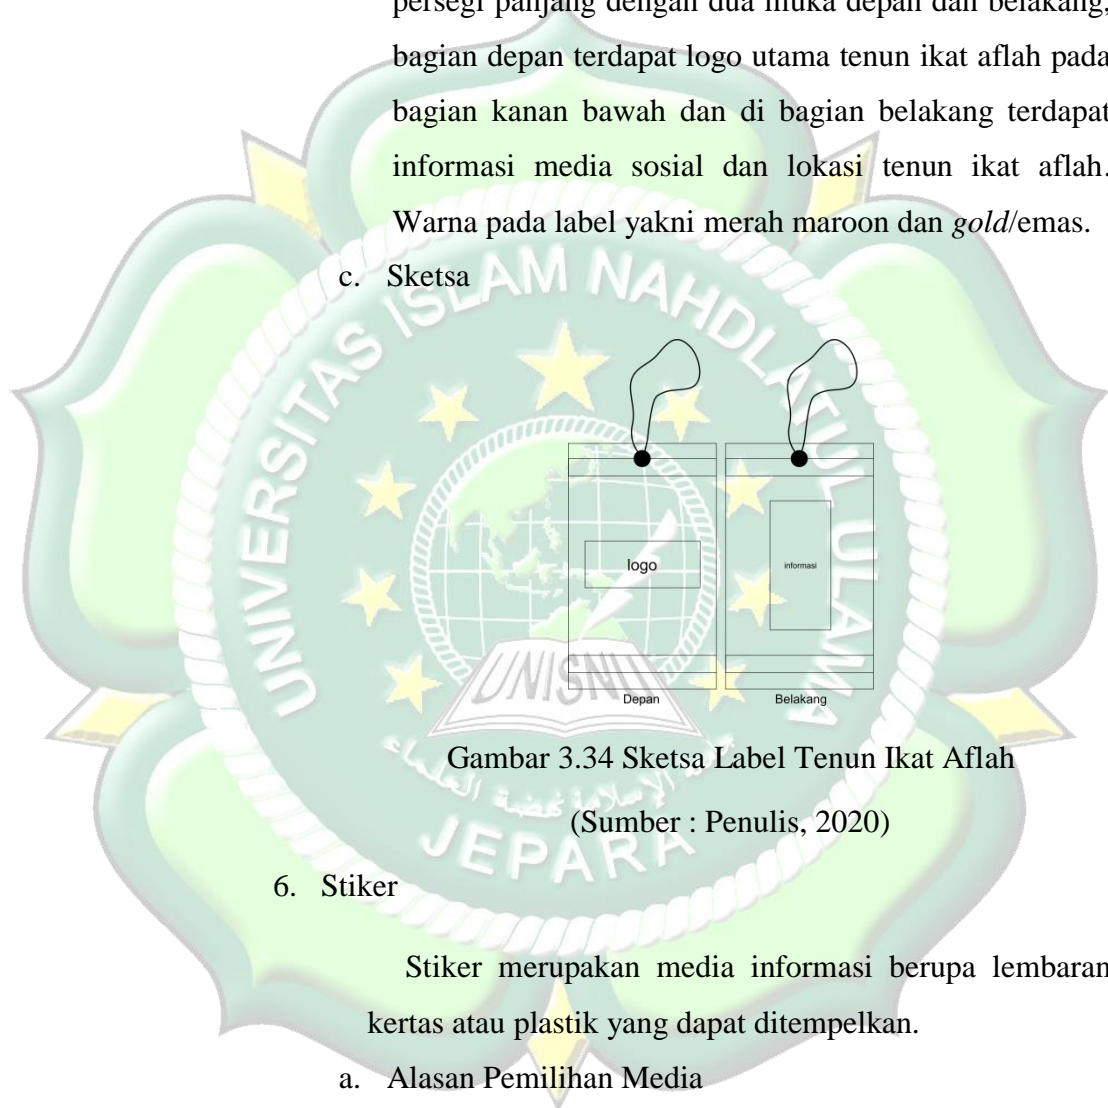 persegi panjang dengan dua muka depan dan belakang,
bagian depan terdapat logo utama tenun ikat aflah pada
bagian kanan bawah dan di bagian belakang terdapat
informasi media sosial dan lokasi tenun ikat aflah.
Warna pada label yakni merah maroon dan gold/emas.
c. Sketsa
UNIVERSITAS ISLAM NAHDLATUL ULAMA
logo
informasi
UNISNU
Depan
Belakang
Gambar 3.34 Sketsa Label Tenun Ikat Aflah
(Sumber : Penulis, 2020)
JEPARA
6. Stiker
Stiker merupakan media informasi berupa lembaran
kertas atau plastik yang dapat ditempelkan.
a. Alasan Pemilihan Media